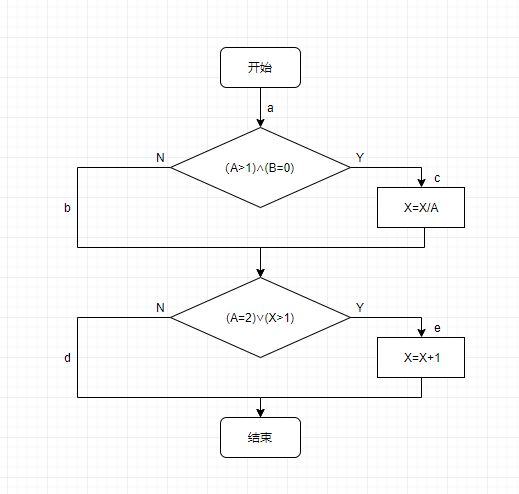 开始
a
N
(A>1)∧(B=0)
Y
c
b
X=X/A
N
(A=2)∨(X>1)
Y
e
d
X=X+1
结束